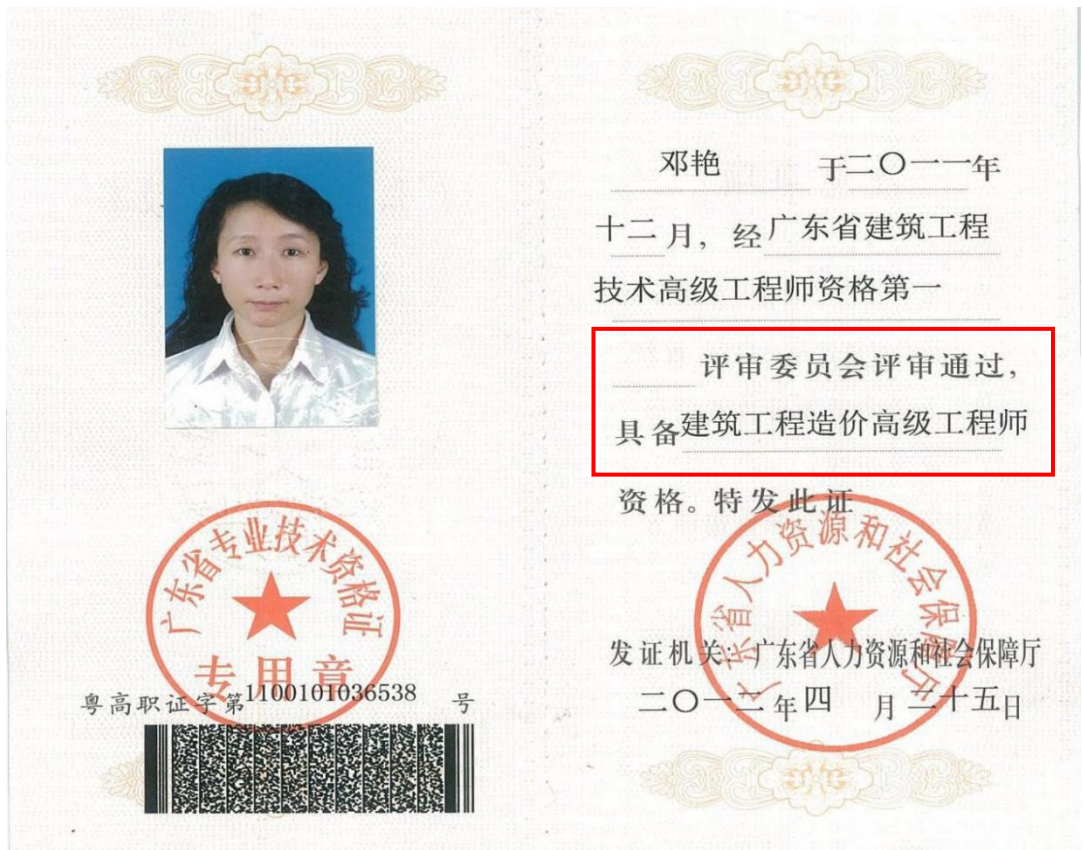 广东省专业技术资格证
专用章
粤高职证字第1100101036538号
邓艳 于二〇一一年
十二月，经广东省建筑工程
技术高级工程师资格第一
评审委员会评审通过，
具备建筑工程造价高级工程师
资格。特发此证
广东省人力资源和社会保障厅
发证机关：广东省人力资源和社会保障厅
二〇一二年四月二十五日